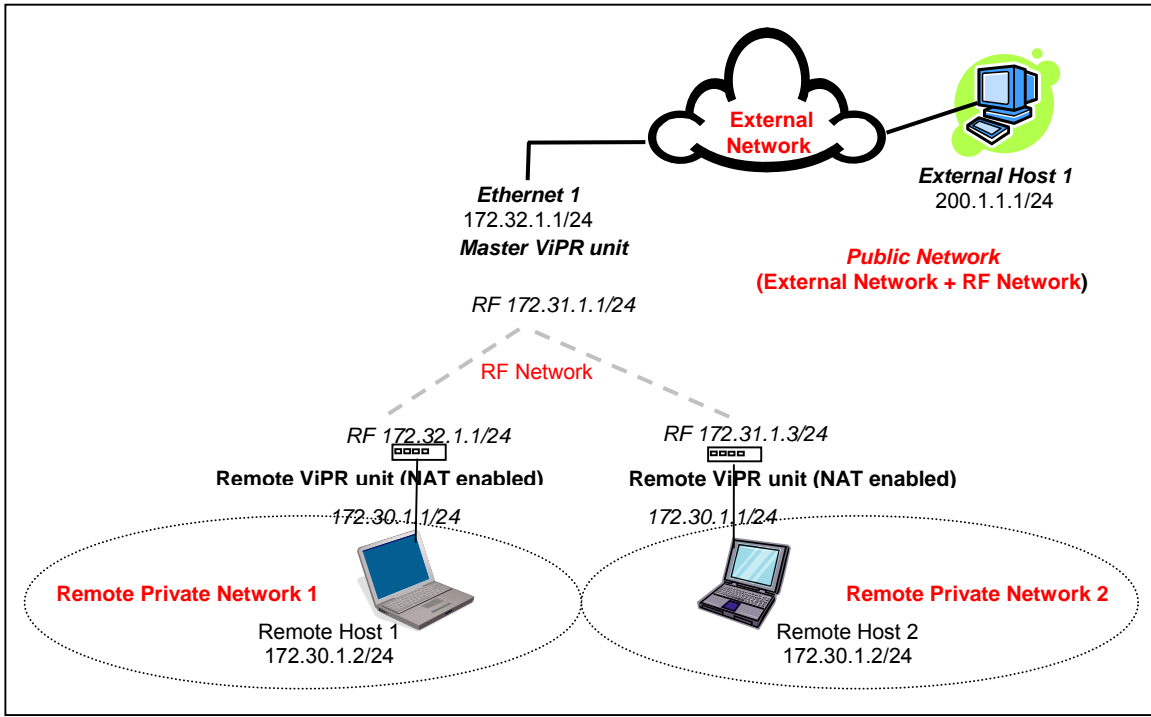 External
Network
External Host 1
200.1.1.1/24
Ethernet 1
172.32.1.1/24
Master ViPR unit
Public Network
(External Network + RF Network)
RF 172.31.1.1/24
RF Network
RF 172.32.1.1/24
RF 172.31.1.3/24
Remote ViPR unit (NAT enabled)
Remote ViPR unit (NAT enabled)
172.30.1.1/24
172.30.1.1/24
Remote Private Network 1
Remote Private Network 2
Remote Host 1
172.30.1.2/24
Remote Host 2
172.30.1.2/24